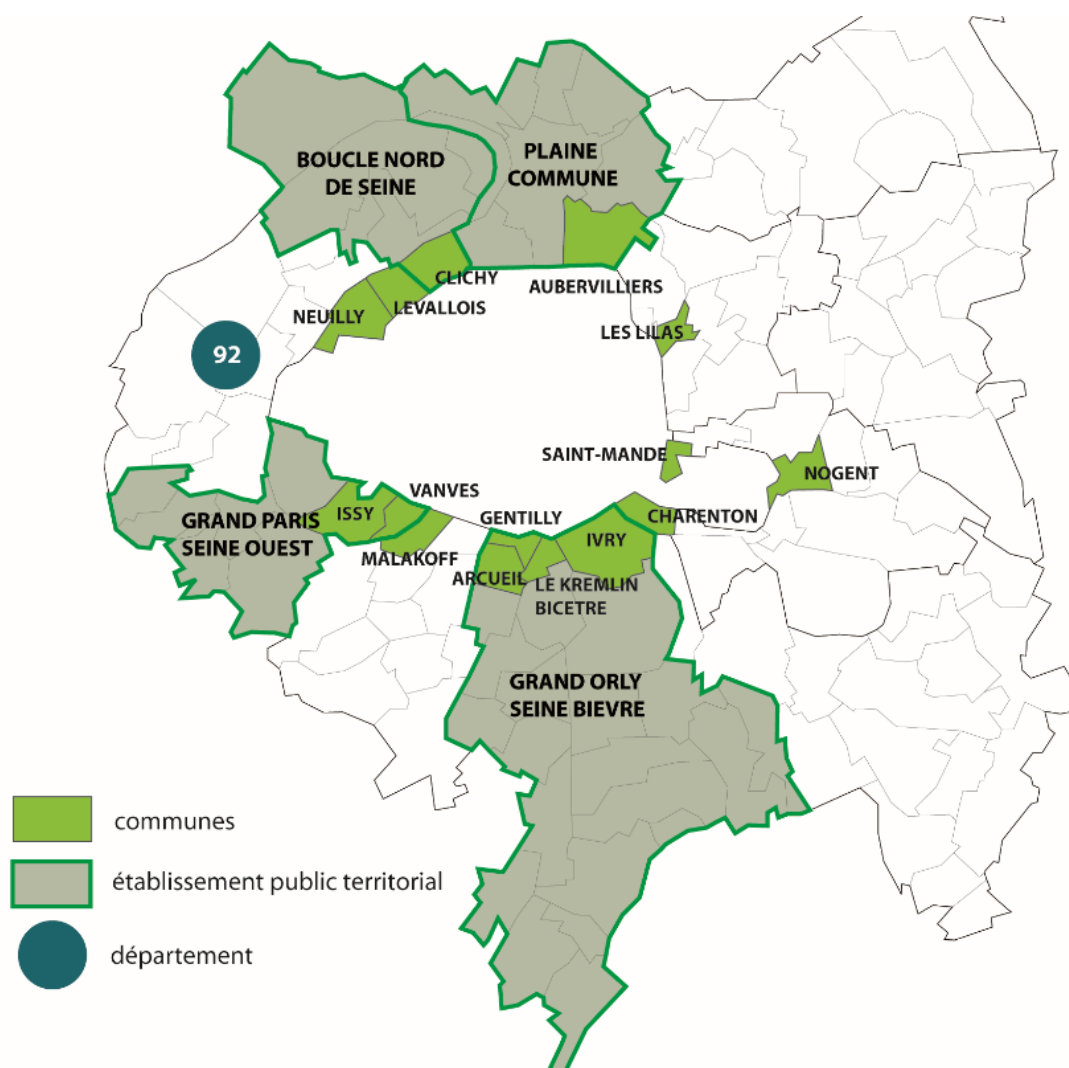 BOUCLE NORD
DE SEINE
PLAINE
COMMUNE
CLICHY
AUBERVILLIERS
LEVALLOIS
NEUILLY
LES LILAS
92
SAINT-MANDE
NOGENT
VANVES
GRAND PARIS
SEINE OUEST
ISSY
GENTILLY
CHARENTON
IVRY
MALAKOFF
ARCUEIL
LE KREMLIN
BICETRE
GRAND ORLY
SEINE BIEVRE
communes
établissement public territorial
département